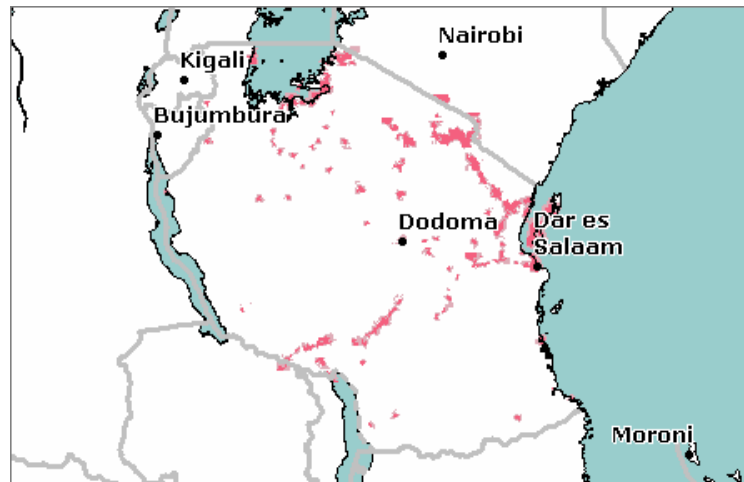 Nairobi
Kigali
Bujumbura
Dodoma
Dar es
Salaam
Moroni